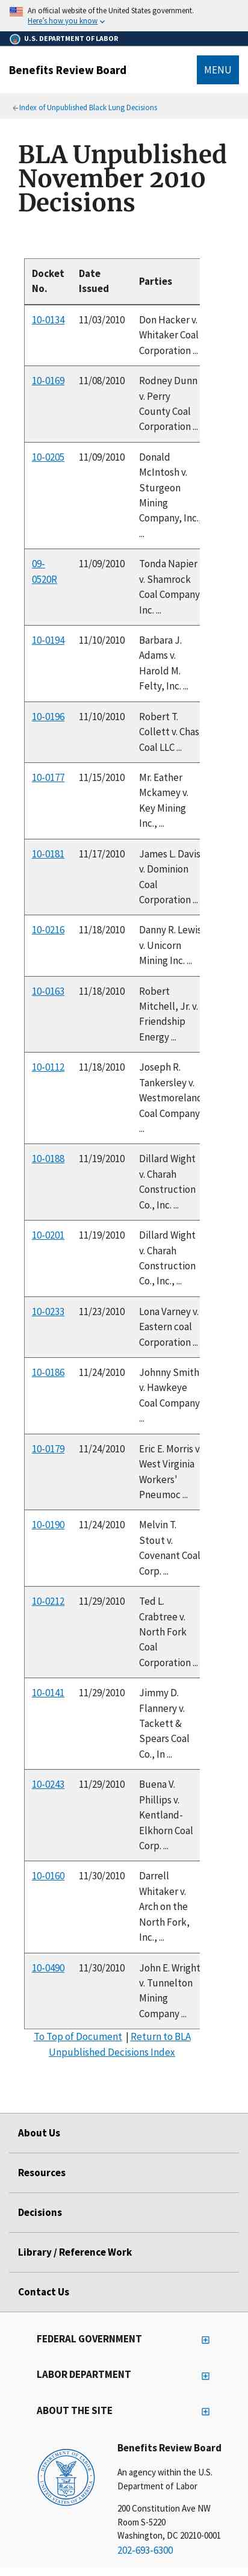 An official website of the United States government.
Here's how you know
U.S. DEPARTMENT OF LABOR
Benefits Review Board
MENU
Index of Unpublished Black Lung Decisions
BLA Unpublished
November 2010
Decisions
Docket
No.
Date
Issued
Parties
10-0134
11/03/2010
Don Hacker v.
Whitaker Coal
Corporation ...
10-0169
11/08/2010
Rodney Dunn
v. Perry
County Coal
Corporation ...
10-0205
11/09/2010
Donald
McIntosh v.
Sturgeon
Mining
Company, Inc.
...
09-
0520R
11/09/2010
Tonda Napier
v. Shamrock
Coal Company
Inc. ...
10-0194
11/10/2010
Barbara J.
Adams v.
Harold M.
Felty, Inc. ...
10-0196
11/10/2010
Robert T.
Collett v. Chas
Coal LLC ...
10-0177
11/15/2010
Mr. Eather
Mckamey v.
Key Mining
Inc., ...
10-0181
11/17/2010
James L. Davis
v. Dominion
Coal
Corporation ...
10-0216
11/18/2010
Danny R. Lewis
v. Unicorn
Mining Inc. ...
10-0163
11/18/2010
Robert
Mitchell, Jr. v.
Friendship
Energy ...
10-0112
11/18/2010
Joseph R.
Tankersley v.
Westmoreland
Coal Company
...
10-0188
11/19/2010
Dillard Wight
v. Charah
Construction
Co., Inc. ...
10-0201
11/19/2010
Dillard Wight
v. Charah
Construction
Co., Inc., ...
10-0233
11/23/2010
Lona Varney v.
Eastern coal
Corporation ...
10-0186
11/24/2010
Johnny Smith
v. Hawkeye
Coal Company
...
10-0179
11/24/2010
Eric E. Morris v
West Virginia
Workers'
Pneumoc ...
10-0190
11/24/2010
Melvin T.
Stout v.
Covenant Coal
Corp. ...
10-0212
11/29/2010
Ted L.
Crabtree v.
North Fork
Coal
Corporation ...
10-0141
11/29/2010
Jimmy D.
Flannery v.
Tackett &
Spears Coal
Co., In ...
10-0243
11/29/2010
Buena V.
Phillips v.
Kentland-
Elkhorn Coal
Corp. ...
10-0160
11/30/2010
Darrell
Whitaker v.
Arch on the
North Fork,
Inc., ...
10-0490
11/30/2010
John E. Wright
v. Tunnelton
Mining
Company ...
To Top of Document | Return to BLA
Unpublished Decisions Index
About Us
Resources
Decisions
Library / Reference Work
Contact Us
FEDERAL GOVERNMENT
LABOR DEPARTMENT
ABOUT THE SITE
Benefits Review Board
An agency within the U.S.
Department of Labor
200 Constitution Ave NW
Room S-5220
Washington, DC 20210-0001
202-693-6300